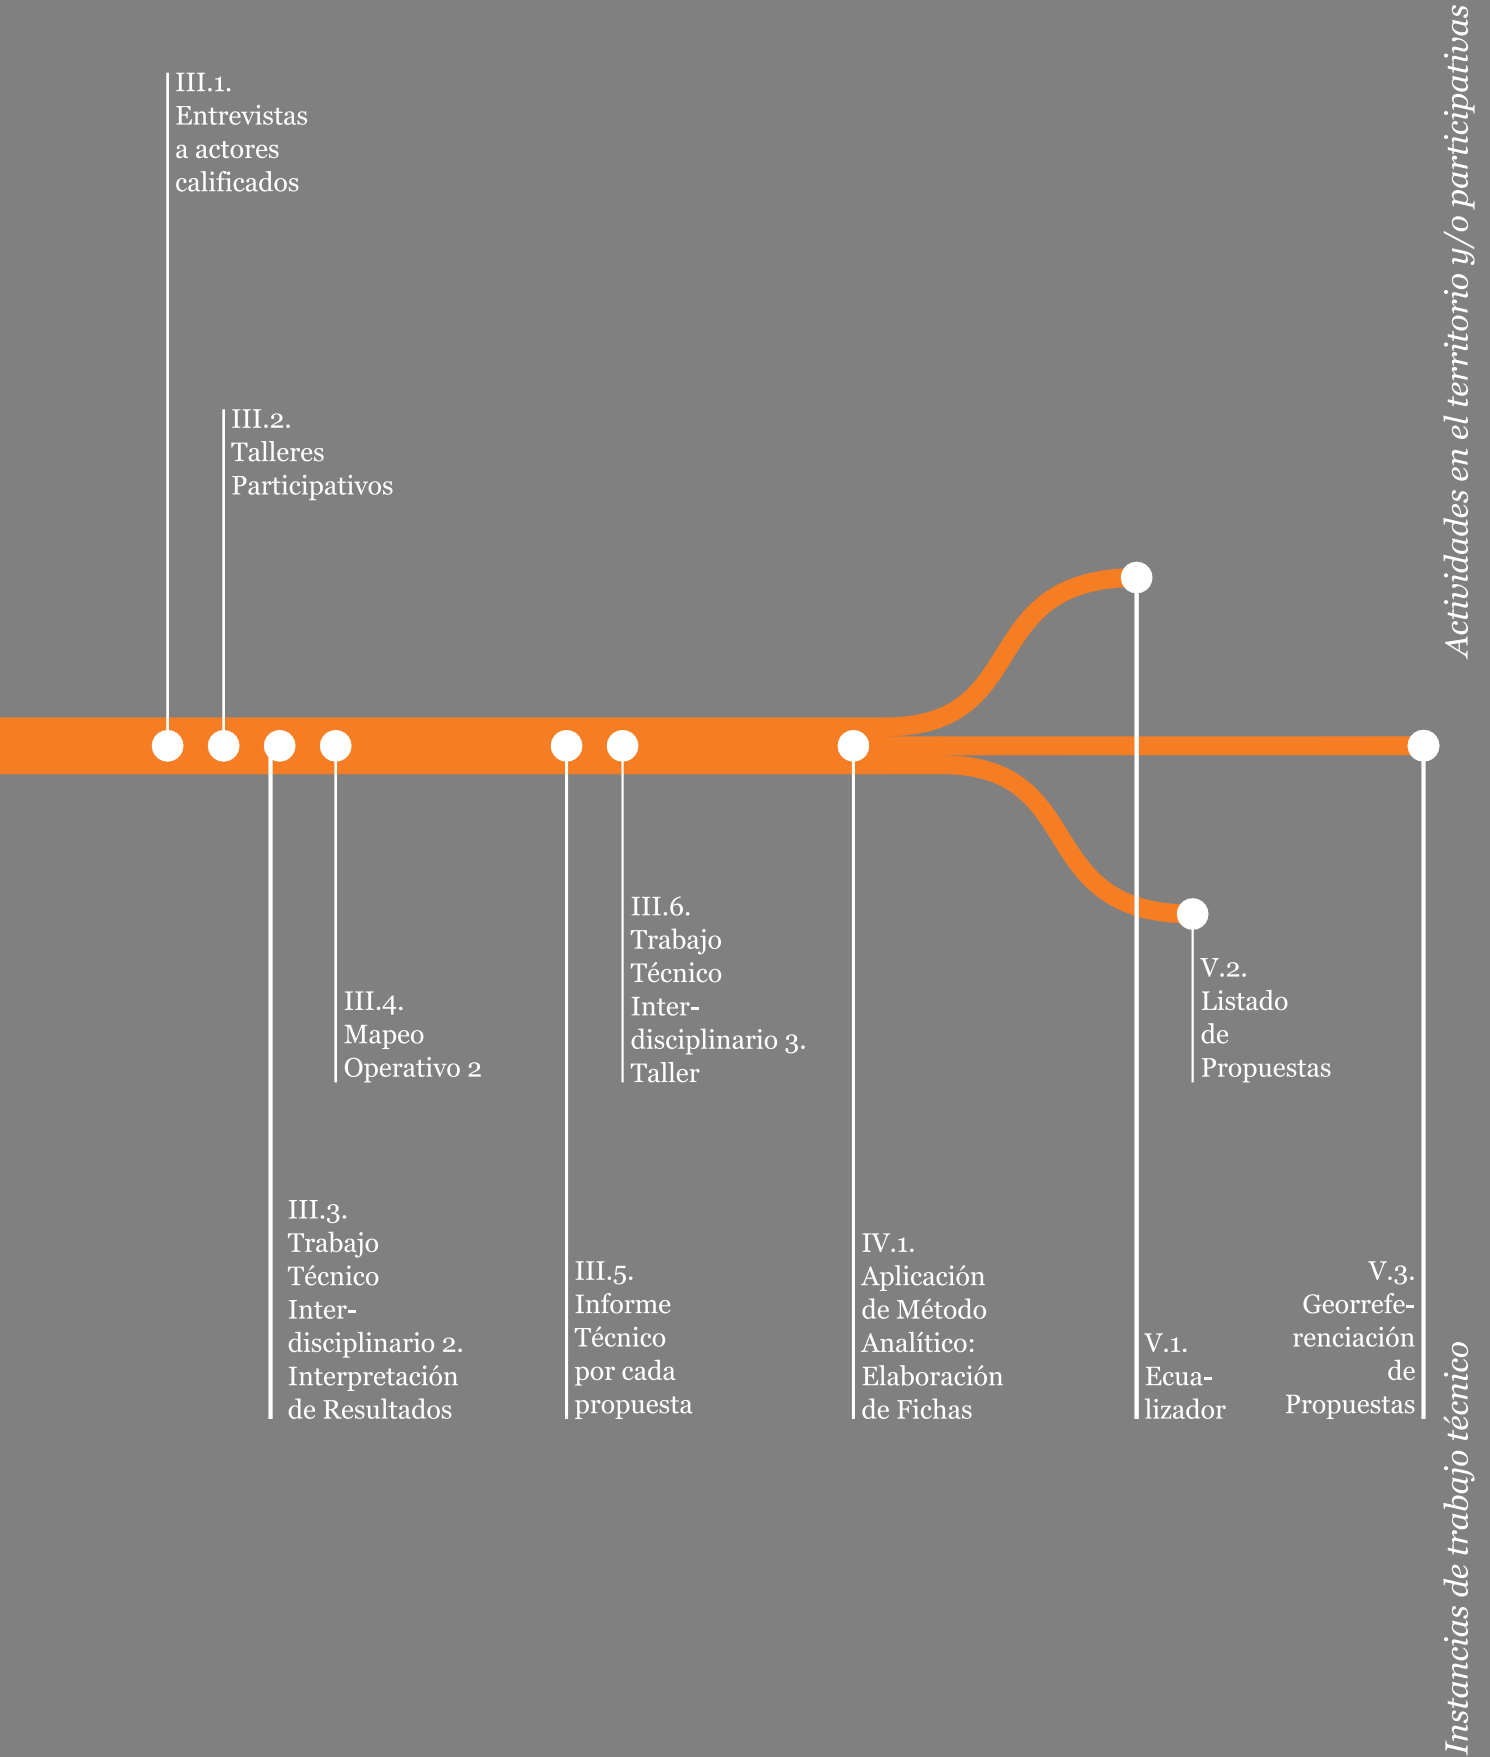 III.1.
Entrevistas
a actores
calificados
III.2.
Talleres
Participativos
III.3.
Trabajo
Técnico
Inter-
disciplinario 2.
Interpretación
de Resultados
III.4.
Mapeo
Operativo 2
III.5.
Informe
Técnico
por cada
propuesta
III.6.
Trabajo
Técnico
Inter-
disciplinario 3.
Taller
IV.1.
Aplicación
de Método
Analítico:
Elaboración
de Fichas
V.1.
Ecua-
lizador
V.2.
Listado
de
Propuestas
V.3.
Georrefe-
renciación
de
Propuestas
Actividades en el territorio y/o participativas
Instancias de trabajo técnico